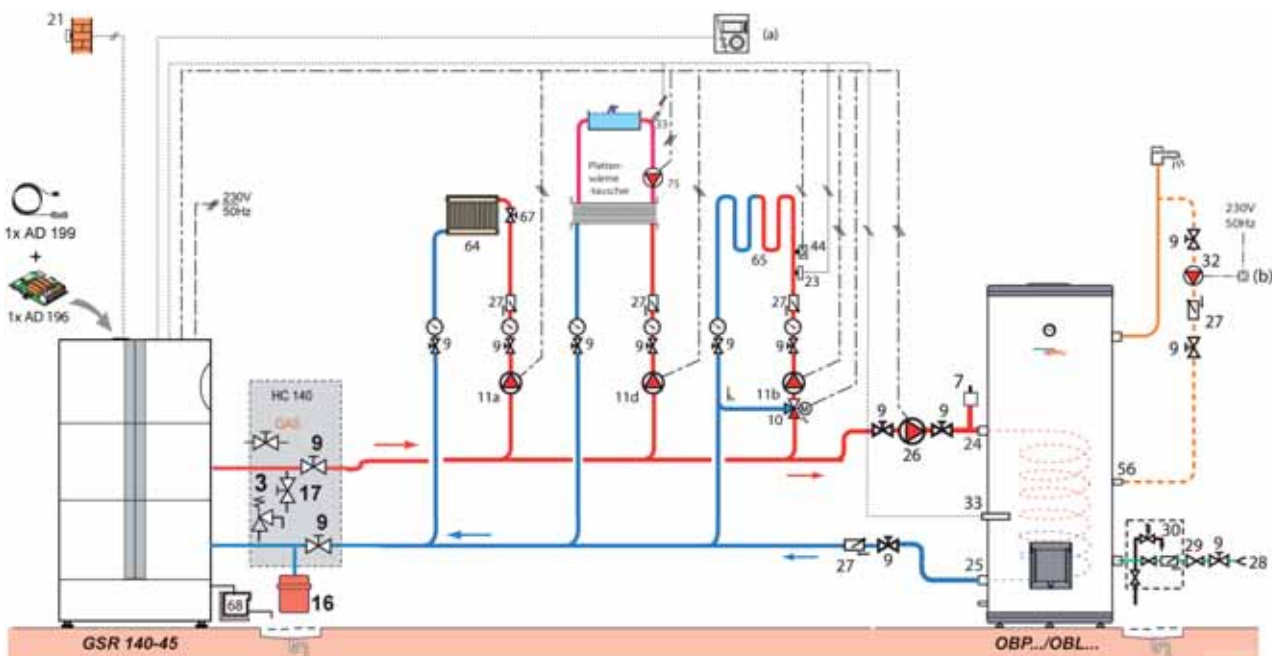 21
(a)
230V
50Hz
1x AD 199
+
1x AD 196
HC 140
GAS
9
3
17
9
16
68
GSR 140-45
64
67
27
9
9
11a
33
Platten-
wärme
-tauscher
75
27
9
9
11d
65
44
23
27
9
9
11b
10
M
9
9
26
7
24
33
25
27
9
56
9
32
230V
50Hz
(b)
27
9
30
29
9
28
OBP.../OBL...